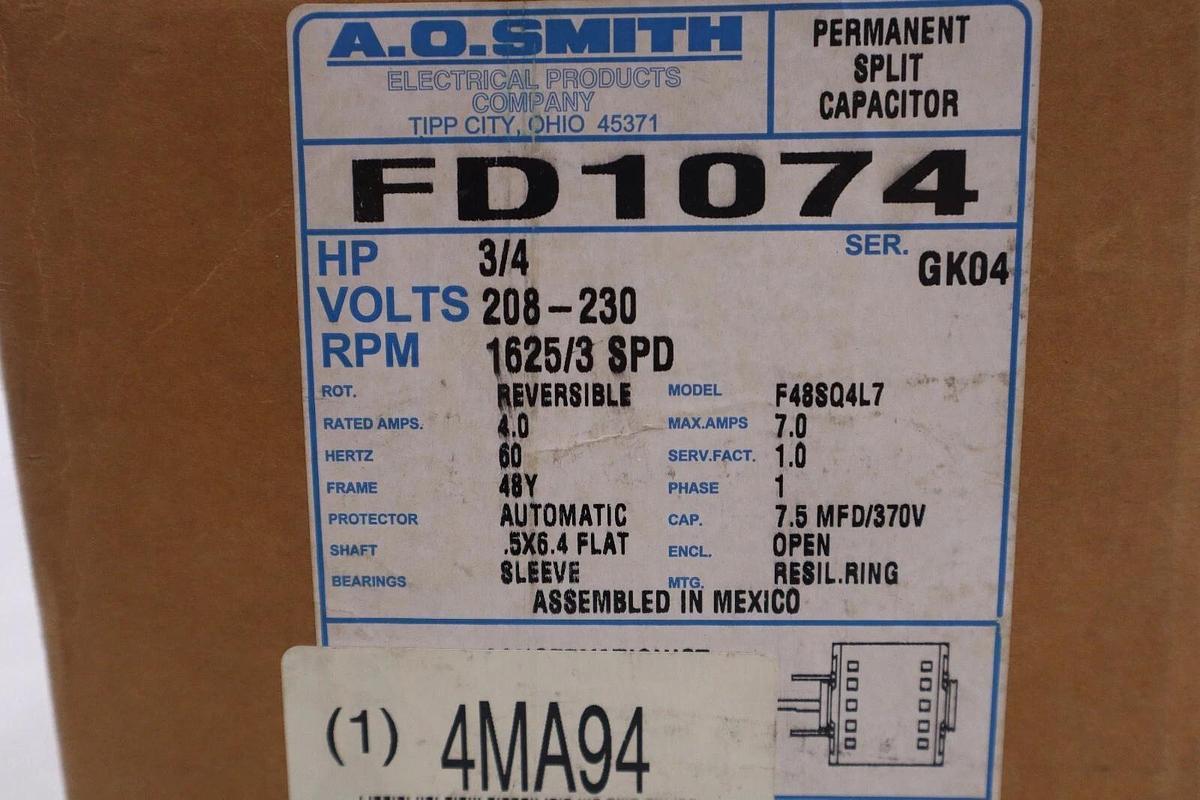 A.O.SMITH
ELECTRICAL PRODUCTS
COMPANY
TIPP CITY, OHIO 45371
PERMANENT
SPLIT
CAPACITOR
FD1074
HP 3/4
SER. GK04
VOLTS 208-230
RPM 1625/3 SPD
ROT. REVERSIBLE MODEL F48SQ4L7
RATED AMPS. 4.0 MAX.AMPS 7.0
HERTZ 60 SERV.FACT. 1.0
FRAME 48Y PHASE 1
PROTECTOR AUTOMATIC CAP. 7.5 MFD/370V
SHAFT .5X6.4 FLAT ENCL. OPEN
BEARINGS SLEEVE MTG. RESIL.RING
ASSEMBLED IN MEXICO
(1) 4MA94